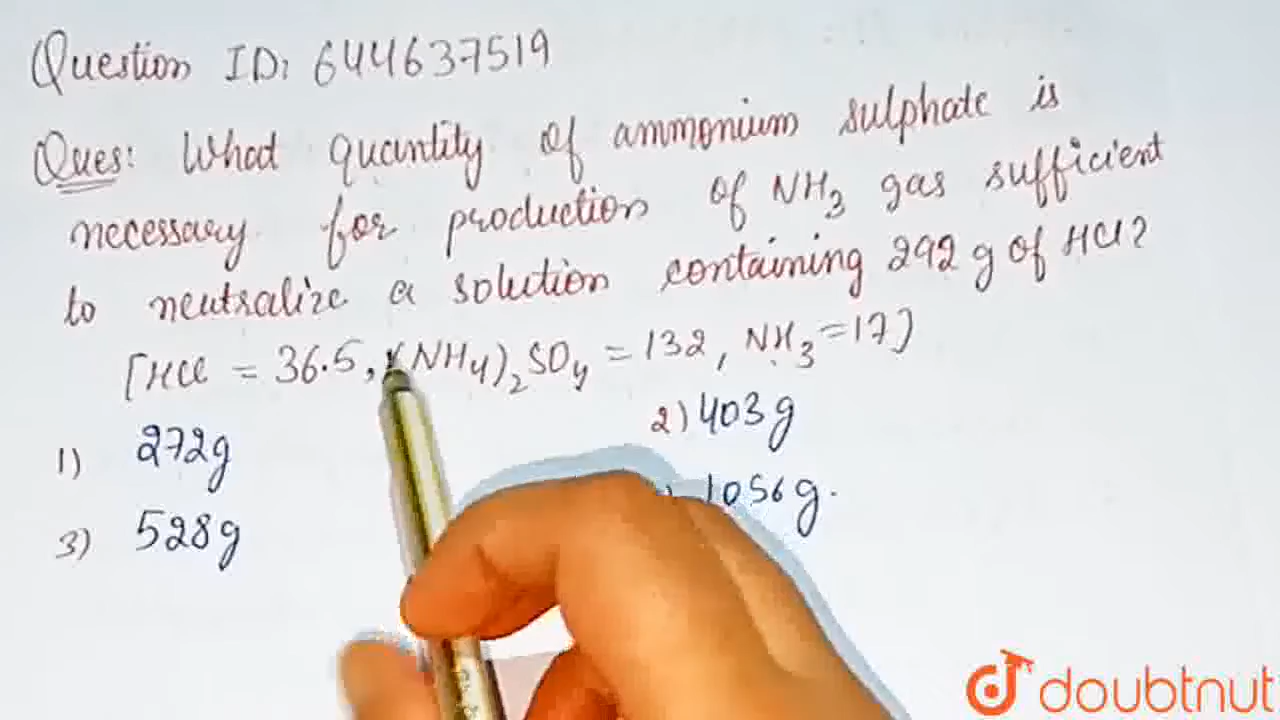 Question ID: 644637519
Ques: What quantity of ammonium sulphate is
necessary for production of NH3 gas sufficient
to neutralize a solution containing 292 g of HCl?
[HCl = 36.5, (NH4)2SO4 = 132, NH3 = 17]
1) 272g
2) 403g
3) 528g
1056g.
doubtnut